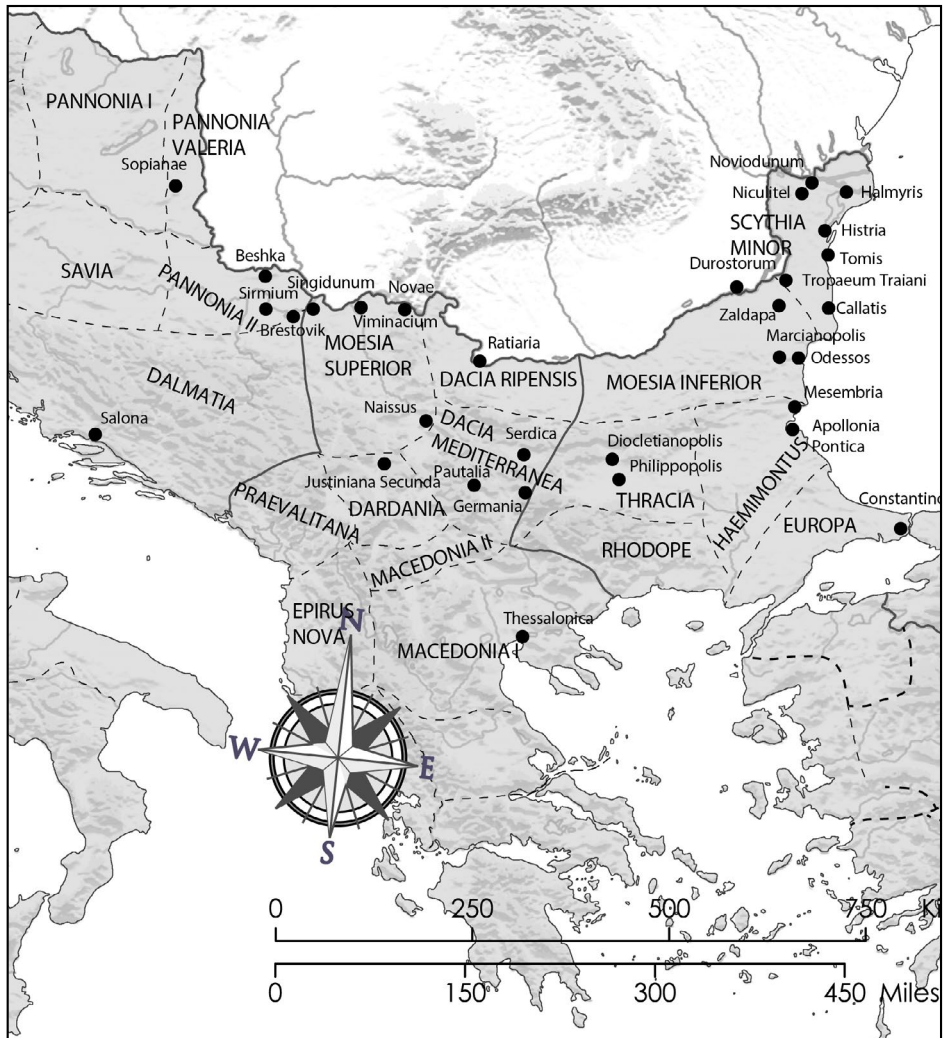 PANNONIA I
PANNONIA
VALERIA
Sopianae
Noviodunum
Niculitel
Halmyris
SCYTHIA
MINOR
Histria
Tomis
Durostorum
Tropaeum Traiani
Zaldapa
Callatis
Beshka
SAVIA
PANNONIA II
Sirmium
Singidunum
Novae
Brestovik
Viminacium
MOESIA
SUPERIOR
Ratiaria
DACIA RIPENSIS
MOESIA INFERIOR
Marcianopolis
Odessos
Mesembria
DALMATIA
Salona
Naissus
DACIA
MEDITERRANEA
Serdica
Diocletianoplis
Philippopolis
Apollonia
Pontica
Justiniana Secunda
Pautalia
Germania
THRACIA
HAEMIMONTUS
PRAEVALITANA
DARDANIA
Constantino
EUROPA
MACEDONIA II
RHODOPE
EPIRUS
NOVA
Thessalonica
MACEDONIA I
N
W
E
S
0 250 500 750
0 150 300 450 Miles